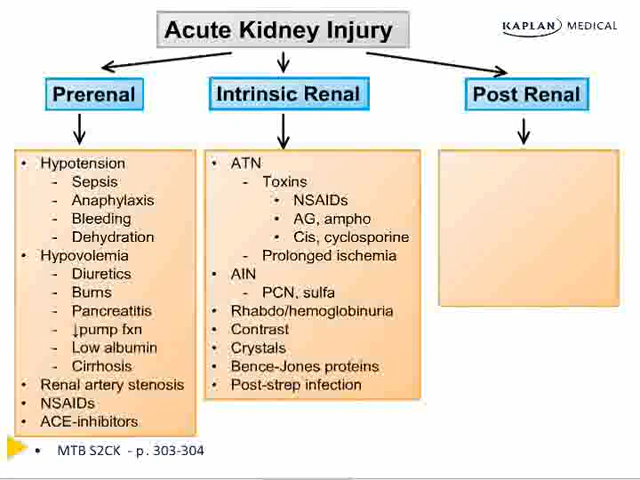 Acute Kidney Injury
KAPLAN MEDICAL
Prerenal
Intrinsic Renal
Post Renal
• Hypotension
- Sepsis
- Anaphylaxis
- Bleeding
- Dehydration
• Hypovolemia
- Diuretics
- Burns
- Pancreatitis
- ↓pump fxn
- Low albumin
- Cirrhosis
• Renal artery stenosis
• NSAIDs
• ACE-inhibitors
• ATN
- Toxins
• NSAIDs
• AG, ampho
• Cis, cyclosporine
- Prolonged ischemia
• AIN
- PCN, sulfa
• Rhabdo/hemoglobinuria
• Contrast
• Crystals
• Bence-Jones proteins
• Post-strep infection
• MTB S2CK - p. 303-304